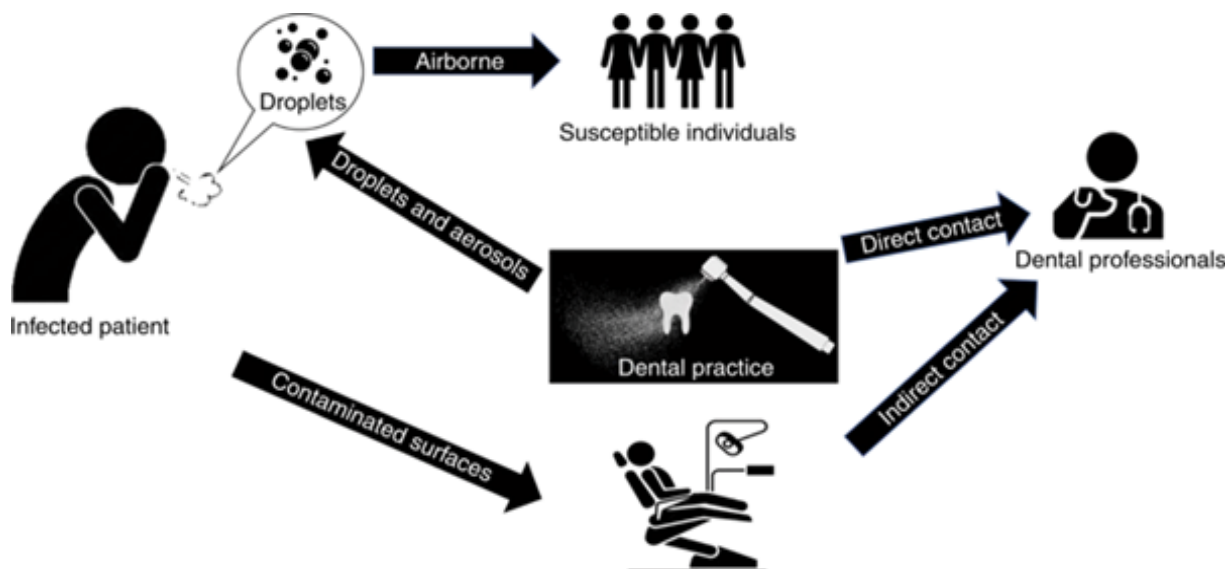 Droplets
Airborne
Susceptible individuals
Infected patient
Droplets and aerosols
Dental practice
Direct contact
Dental professionals
Contaminated surfaces
Indirect contact